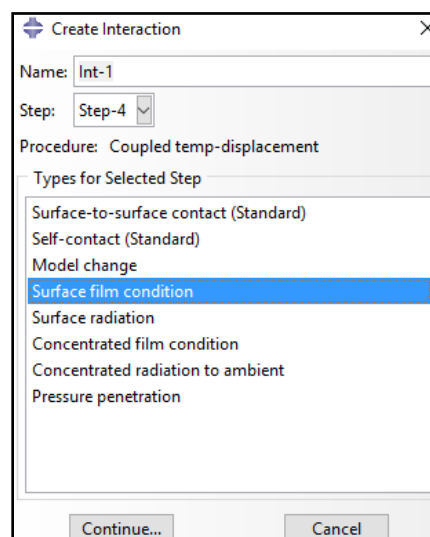 Create Interaction
Name: Int-1
Step: Step-4
Procedure: Coupled temp-displacement
Types for Selected Step
Surface-to-surface contact (Standard)
Self-contact (Standard)
Model change
Surface film condition
Surface radiation
Concentrated film condition
Concentrated radiation to ambient
Pressure penetration
Continue... Cancel